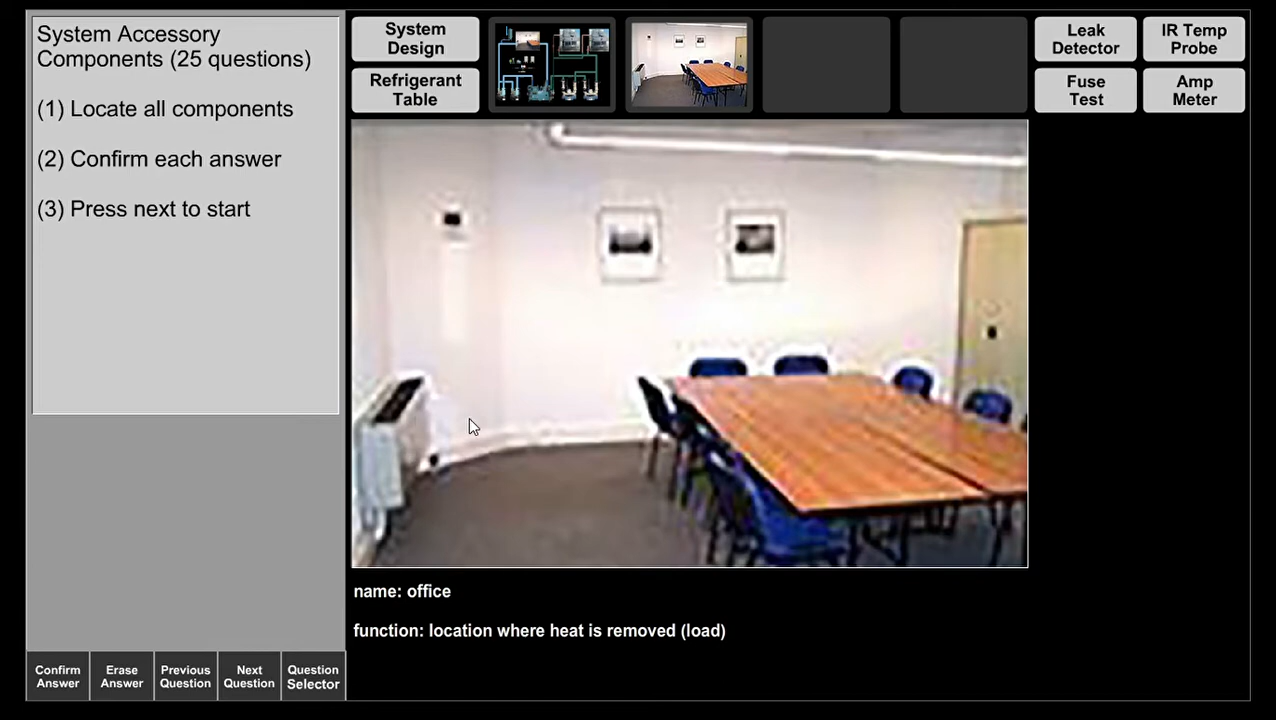 System Accessory
Components (25 questions)
(1) Locate all components
(2) Confirm each answer
(3) Press next to start
System
Design
Refrigerant
Table
Leak
Detector
IR Temp
Probe
Fuse
Test
Amp
Meter
name: office
function: location where heat is removed (load)
Confirm
Answer
Erase
Answer
Previous
Question
Next
Question
Question
Selector